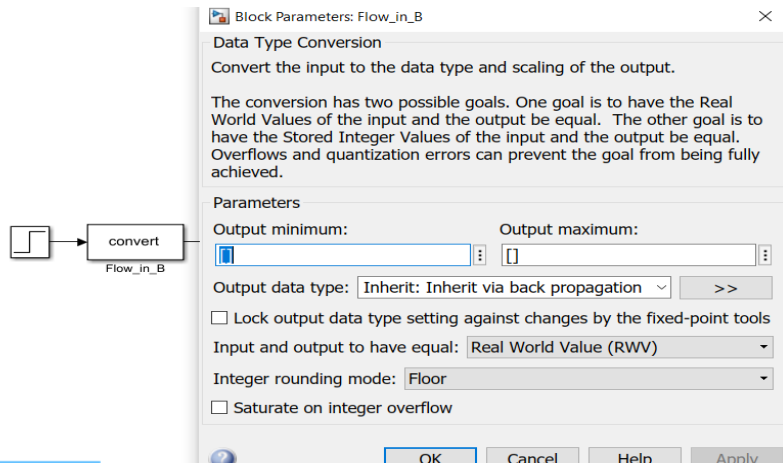 Block Parameters: Flow_in_B
Data Type Conversion
Convert the input to the data type and scaling of the output.
The conversion has two possible goals. One goal is to have the Real
World Values of the input and the output be equal. The other goal is to
have the Stored Integer Values of the input and the output be equal.
Overflows and quantization errors can prevent the goal from being fully
achieved.
Parameters
Output minimum: Output maximum:
[] []
Output data type: Inherit: Inherit via back propagation >>
Lock output data type setting against changes by the fixed-point tools
Input and output to have equal: Real World Value (RWV)
Integer rounding mode: Floor
Saturate on integer overflow
OK Cancel Help Apply
convert
Flow_in_B